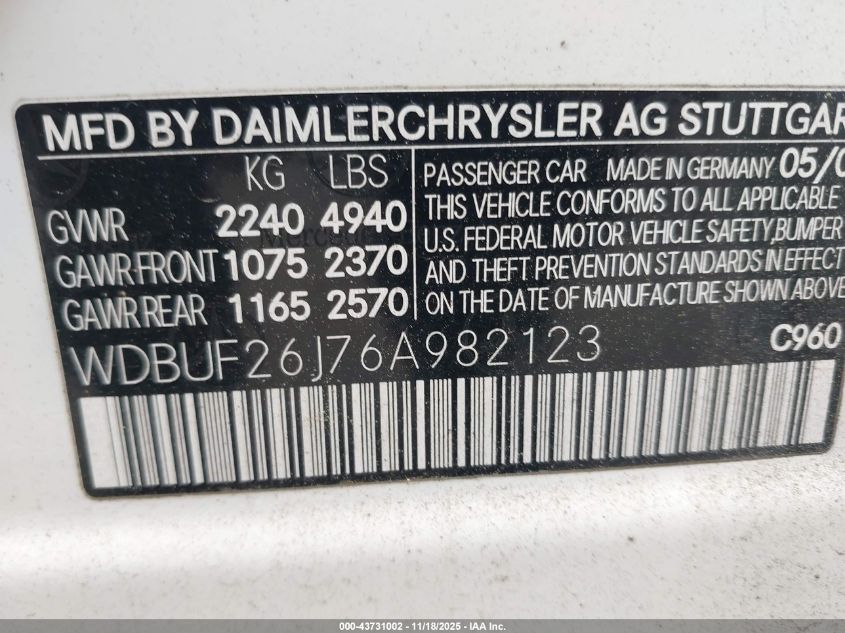 MFD BY DAIMLERCHRYSLER AG STUTTGAR
KG LBS
GVWR 2240 4940
GAWR-FRONT 1075 2370
GAWR REAR 1165 2570
PASSENGER CAR MADE IN GERMANY 05/0
THIS VEHICLE CONFORMS TO ALL APPLICABLE
U.S. FEDERAL MOTOR VEHICLE SAFETY, BUMPER
AND THEFT PREVENTION STANDARDS IN EFFECT
ON THE DATE OF MANUFACTURE SHOWN ABOVE
WDBUF26J76A982123 C960
000-43731002 — 11/18/2025 — IAA Inc.